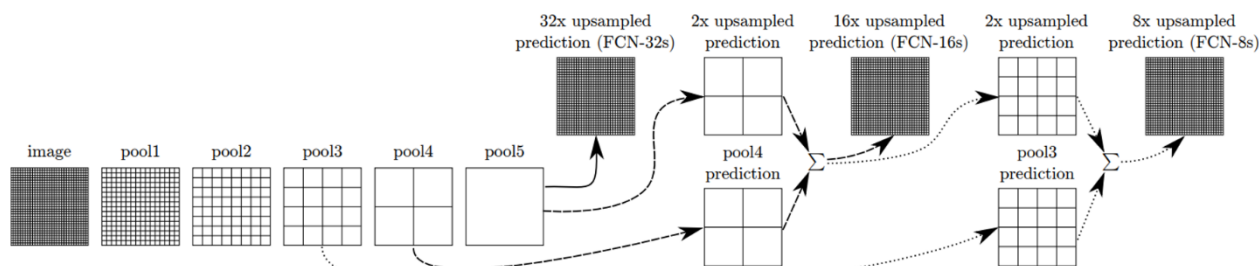 32x upsampled
prediction (FCN-32s)
2x upsampled
prediction
16x upsampled
prediction (FCN-16s)
2x upsampled
prediction
8x upsampled
prediction (FCN-8s)
image
pool1
pool2
pool3
pool4
pool5
pool4
prediction
Σ
pool3
prediction
Σ